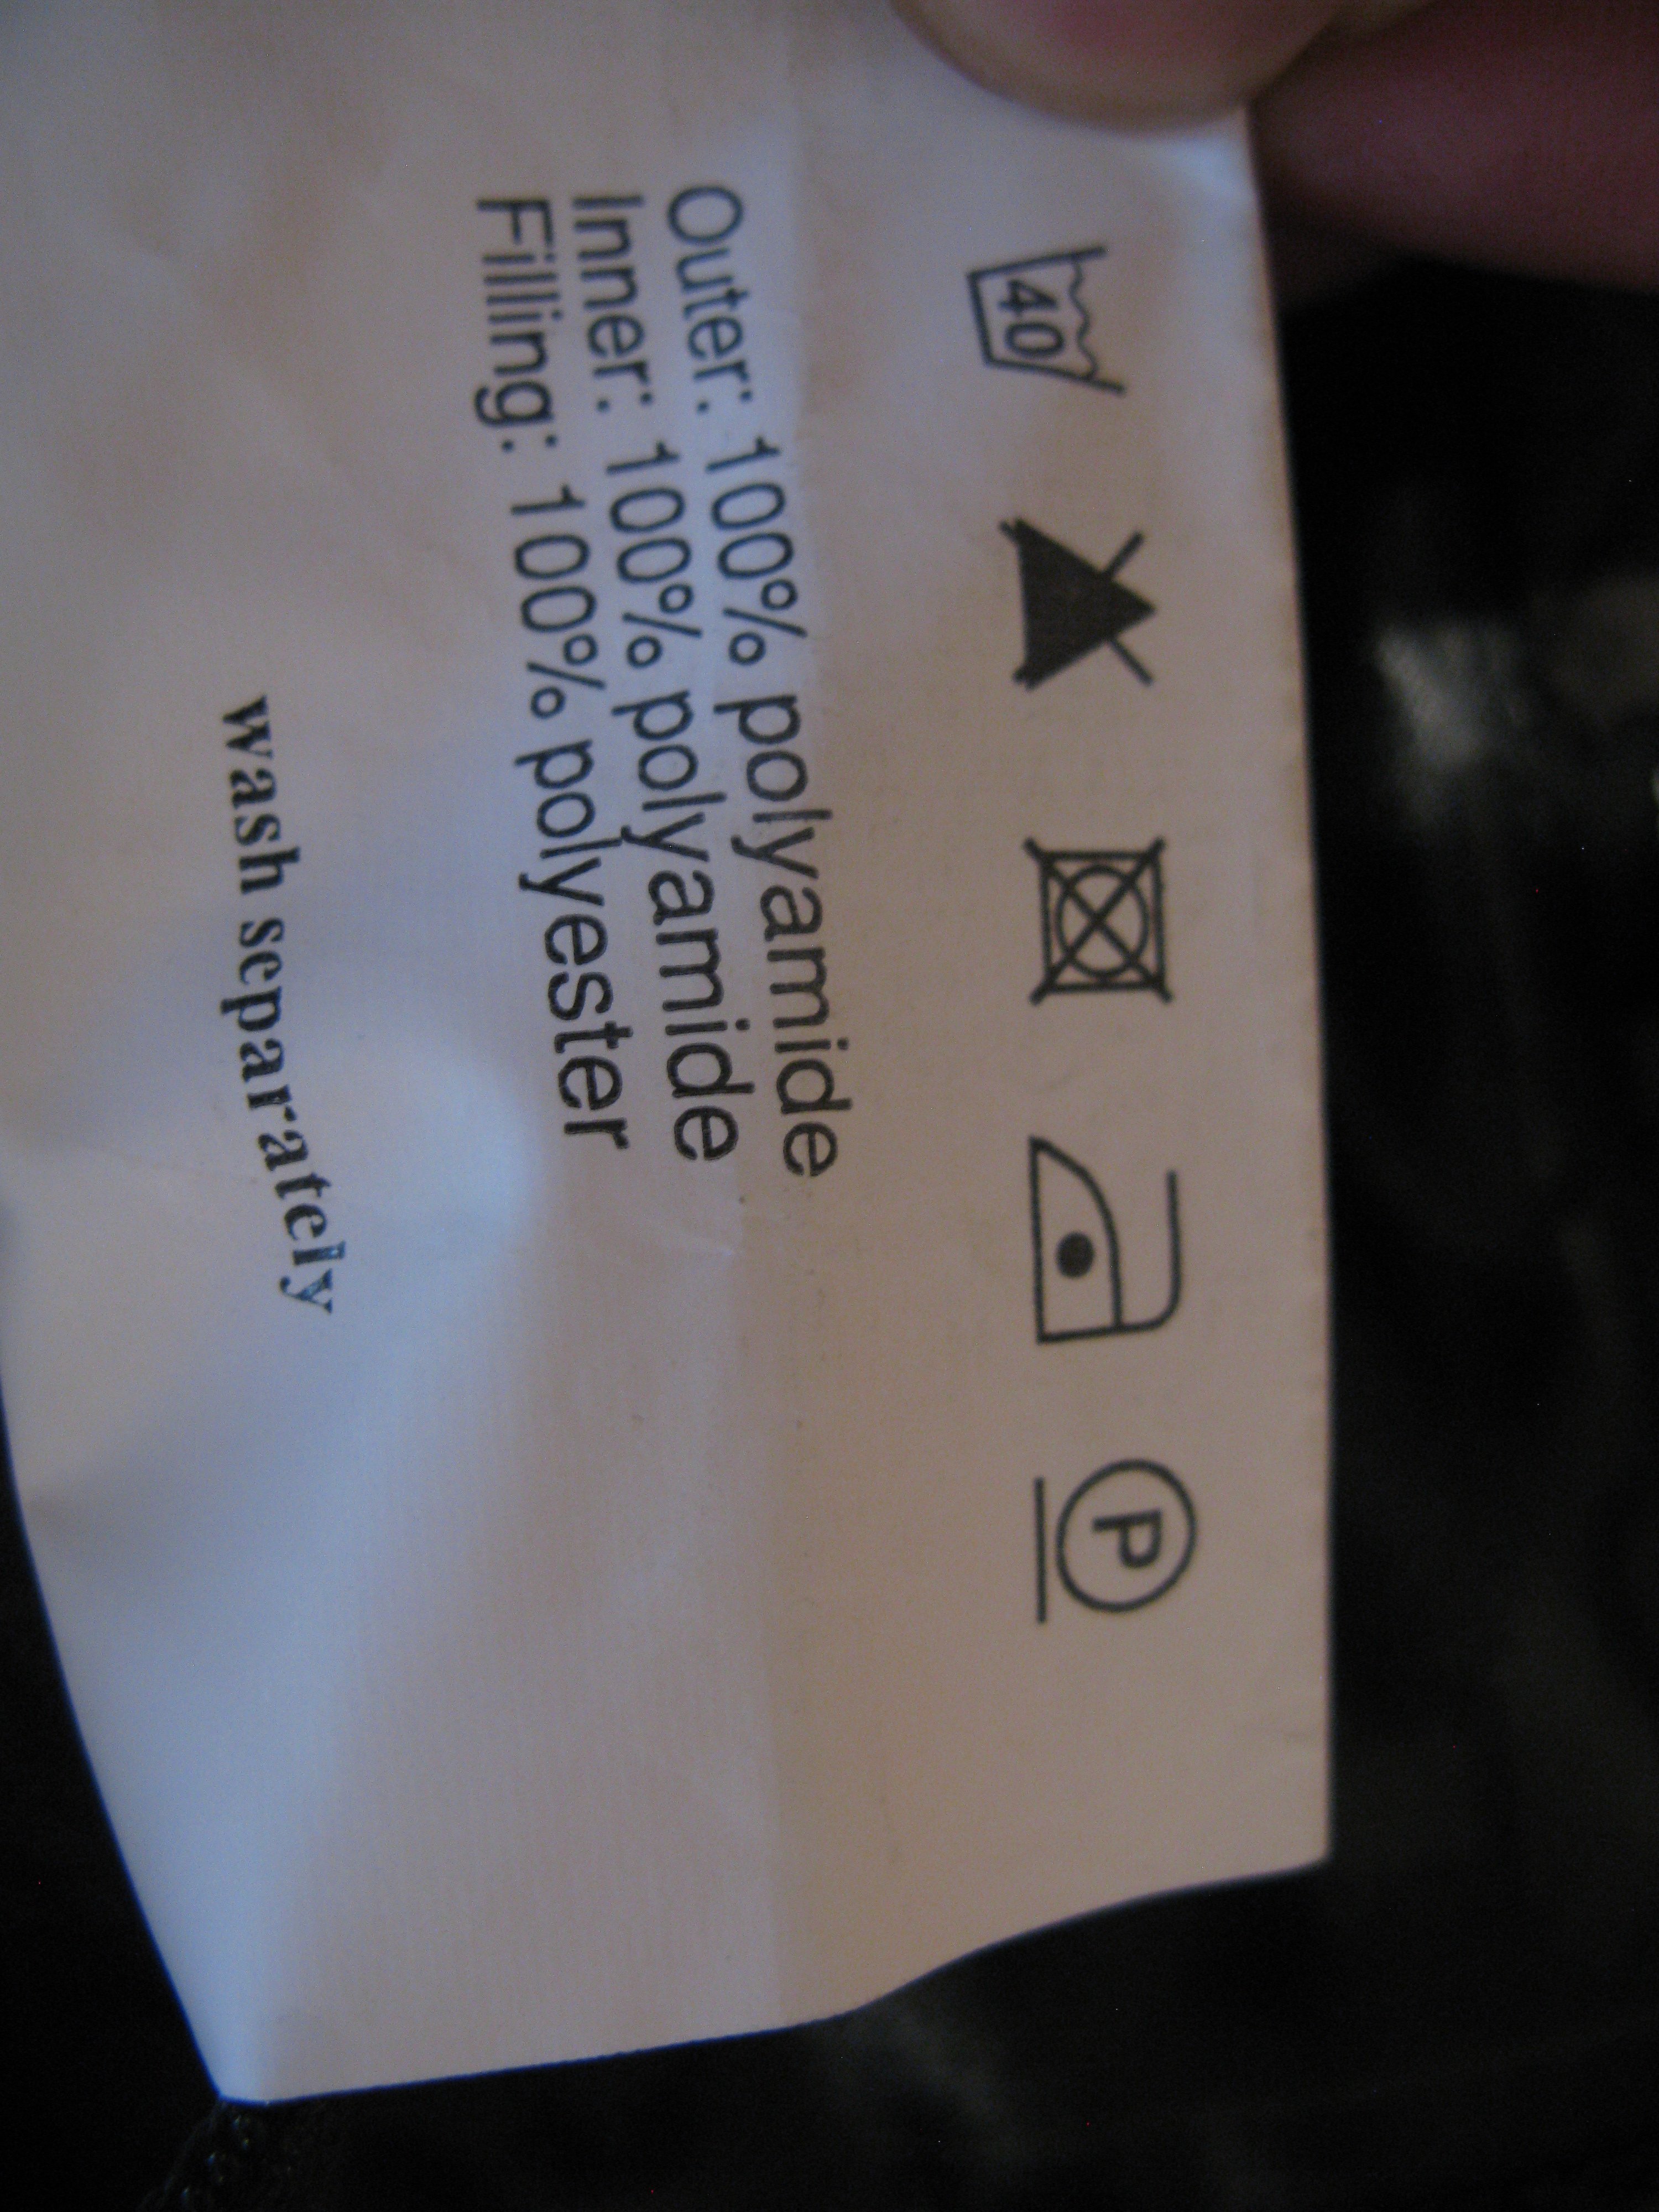 40
P
Outer: 100% polyamide
Inner: 100% polyamide
Filling: 100% polyester
wash separately